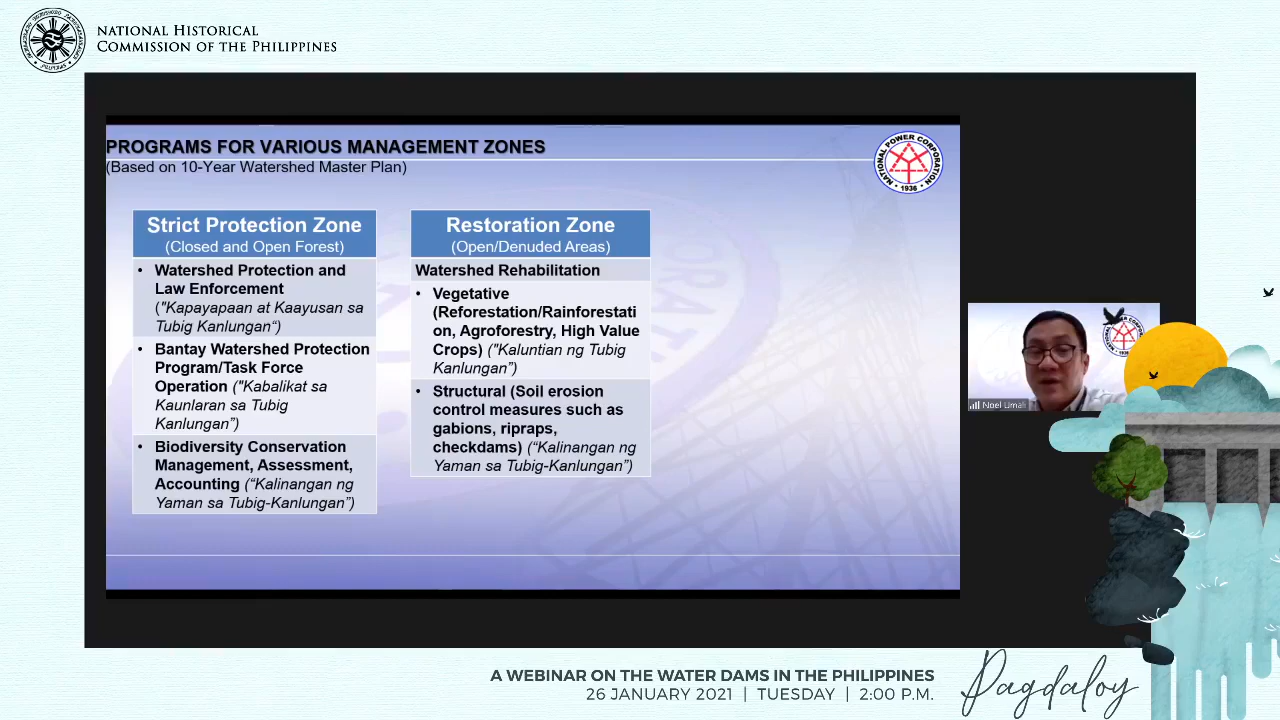 NATIONAL HISTORICAL
COMMISSION OF THE PHILIPPINES
PROGRAMS FOR VARIOUS MANAGEMENT ZONES
(Based on 10-Year Watershed Master Plan)
NATIONAL POWER CORPORATION
• 1936 •
Strict Protection Zone
(Closed and Open Forest)
• Watershed Protection and
Law Enforcement
("Kapayapaan at Kaayusan sa
Tubig Kanlungan“)
• Bantay Watershed Protection
Program/Task Force
Operation ("Kabalikat sa
Kaunlaran sa Tubig
Kanlungan”)
• Biodiversity Conservation
Management, Assessment,
Accounting (“Kalinangan ng
Yaman sa Tubig-Kanlungan”)
Restoration Zone
(Open/Denuded Areas)
Watershed Rehabilitation
• Vegetative
(Reforestation/Rainforestati
on, Agroforestry, High Value
Crops) ("Kaluntian ng Tubig
Kanlungan”)
• Structural (Soil erosion
control measures such as
gabions, ripraps,
checkdams) (“Kalinangan ng
Yaman sa Tubig-Kanlungan”)
Noel Umali
A WEBINAR ON THE WATER DAMS IN THE PHILIPPINES
26 JANUARY 2021 | TUESDAY | 2:00 P.M.
Pagdaloy